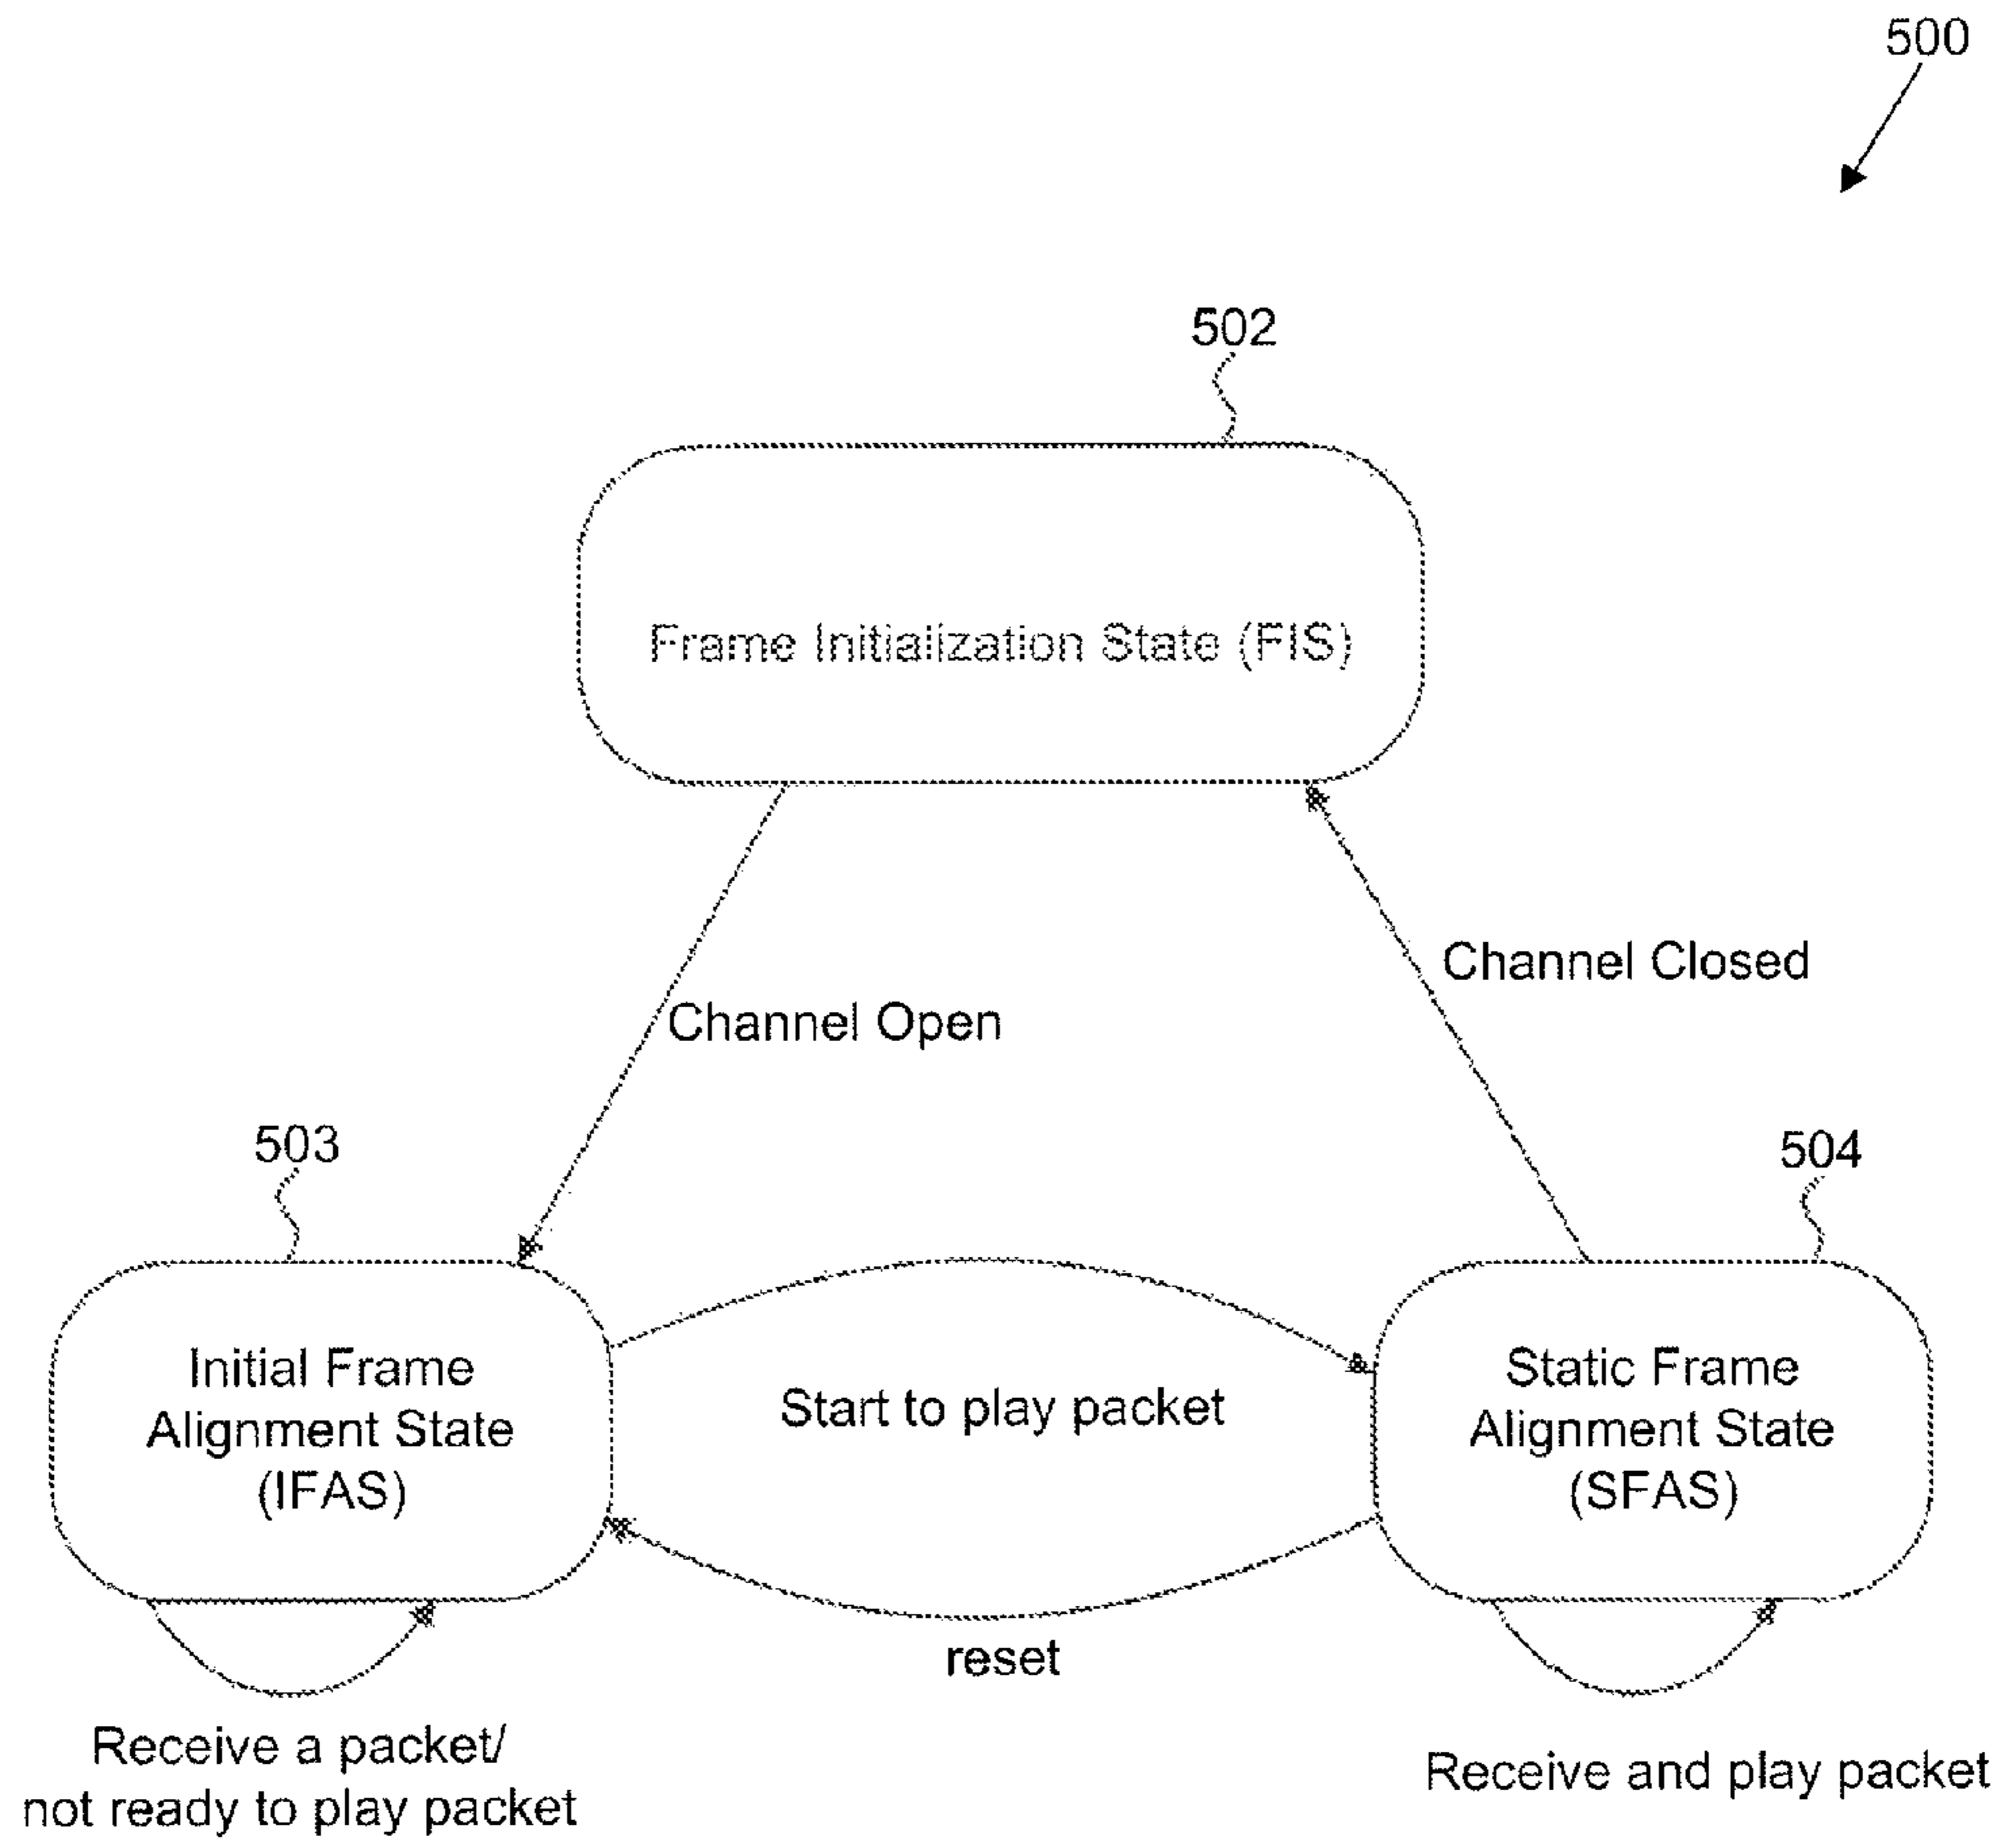 500
502
Frame Initialization State (FIS)
Channel Closed
Channel Open
503
504
Initial Frame
Alignment State
(IFAS)
Start to play packet
Static Frame
Alignment State
(SFAS)
reset
Receive a packet/
not ready to play packet
Receive and play packet